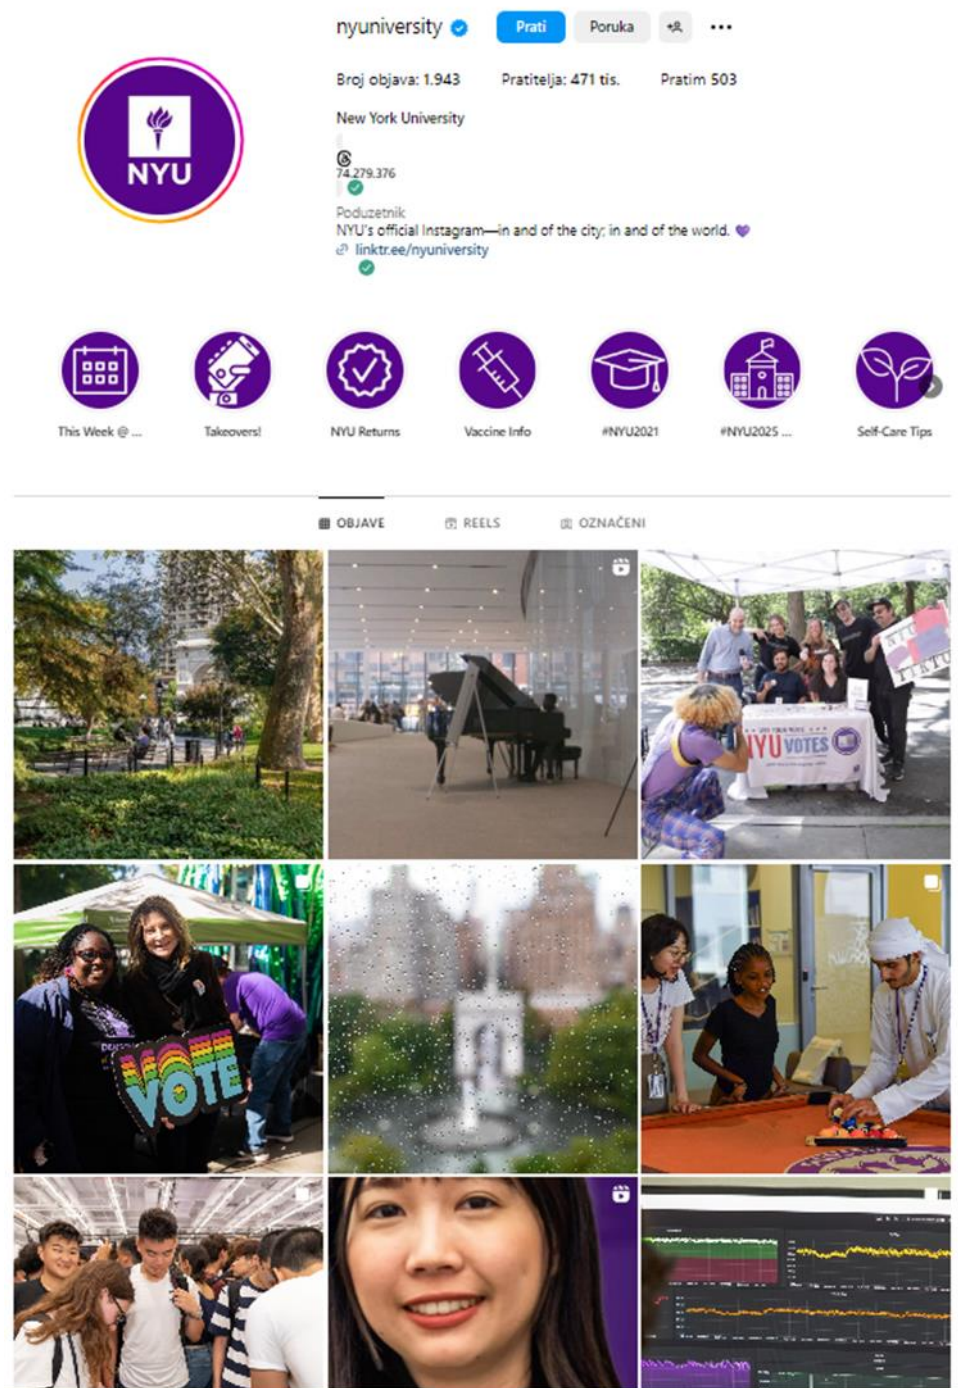 nyuniversity Prati Poruka
Broj objava: 1.943 Pratitelja: 471 tis. Pratim 503
New York University
74.279.376
Poduzetnik
NYU's official Instagram—in and of the city; in and of the world. 💜
linktr.ee/nyuniversity
NYU
This Week @ ... Takeovers! NYU Returns Vaccine Info #NYU2021 #NYU2025 ... Self-Care Tips
OBJAVE REELS OZNAČENI
NYU
NYU VOTES
VOTE